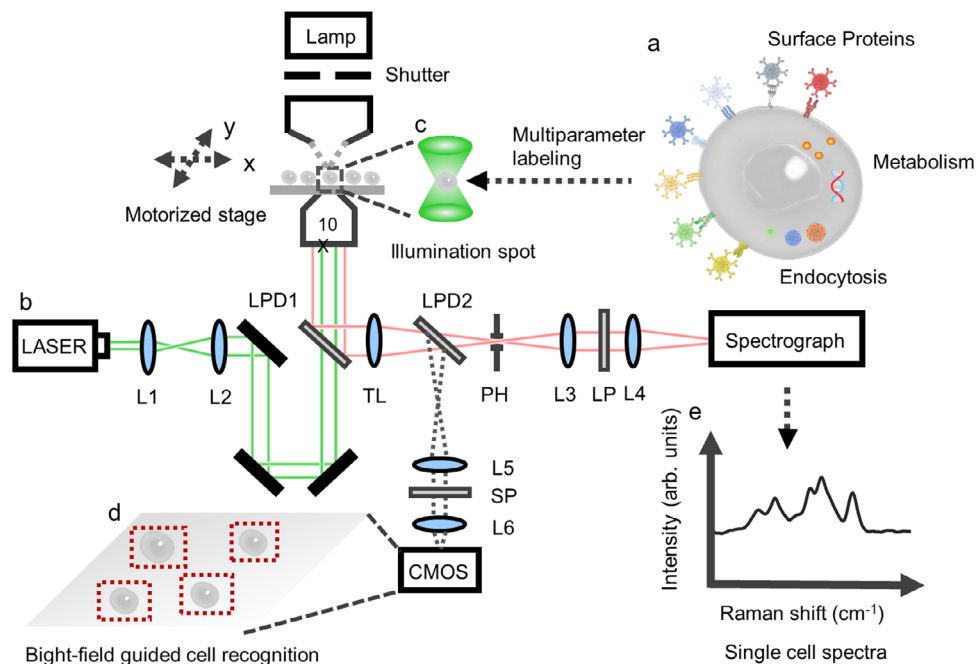 Lamp
Shutter
a
Surface Proteins
Metabolism
Endocytosis
y
x
Motorized stage
c
Multiparameter
labeling
10
X
Illumination spot
b
LASER
L1
L2
LPD1
TL
LPD2
PH
L3
LP
L4
Spectrograph
L5
SP
L6
CMOS
d
Bight-field guided cell recognition
e
Intensity (arb. units)
Raman shift (cm⁻¹)
Single cell spectra